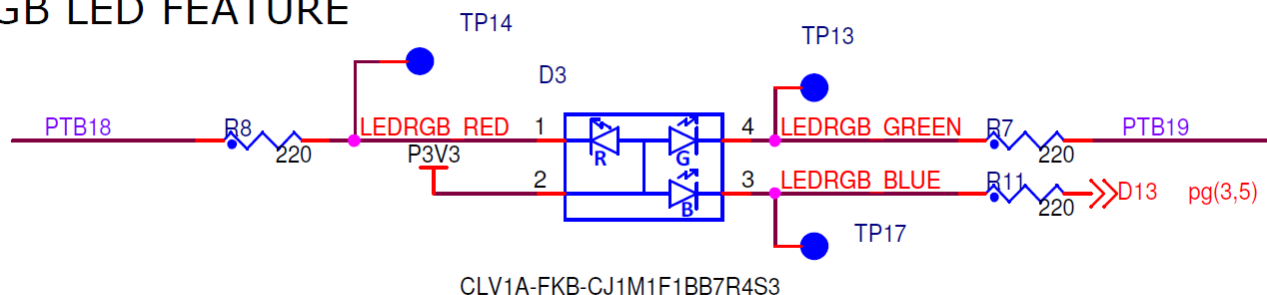 GB LED FEATURE
TP14
TP13
D3
PTB18
R8
220
LEDRGB_RED
1
4
LEDRGB_GREEN
R7
220
PTB19
P3V3
R
G
2
3
LEDRGB_BLUE
R11
220
D13
pg(3,5)
B
TP17
CLV1A-FKB-CJ1M1F1BB7R4S3